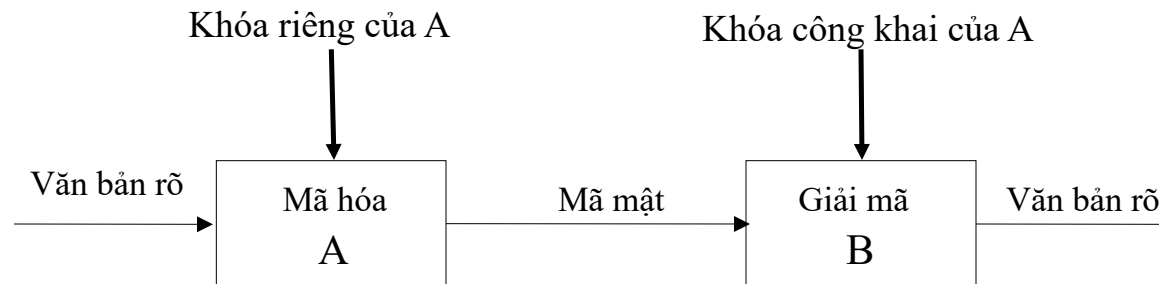 Khóa riêng của A
Khóa công khai của A
Văn bản rõ
Mã hóa
A
Mã mật
Giải mã
B
Văn bản rõ